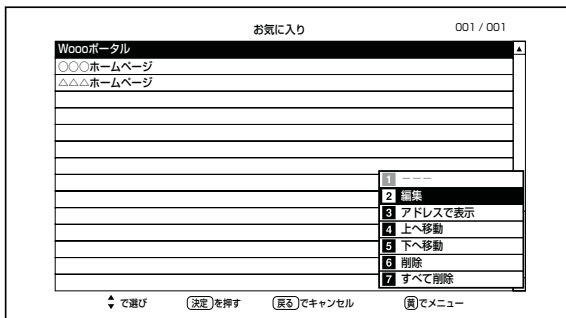 お気に入り 001 / 001
Woooポータル
○○○ホームページ
△△△ホームページ
1 ーーー
2 編集
3 アドレスで表示
4 上へ移動
5 下へ移動
6 削除
7 すべて削除
で選び 決定を押す 戻るでキャンセル 黄でメニュー